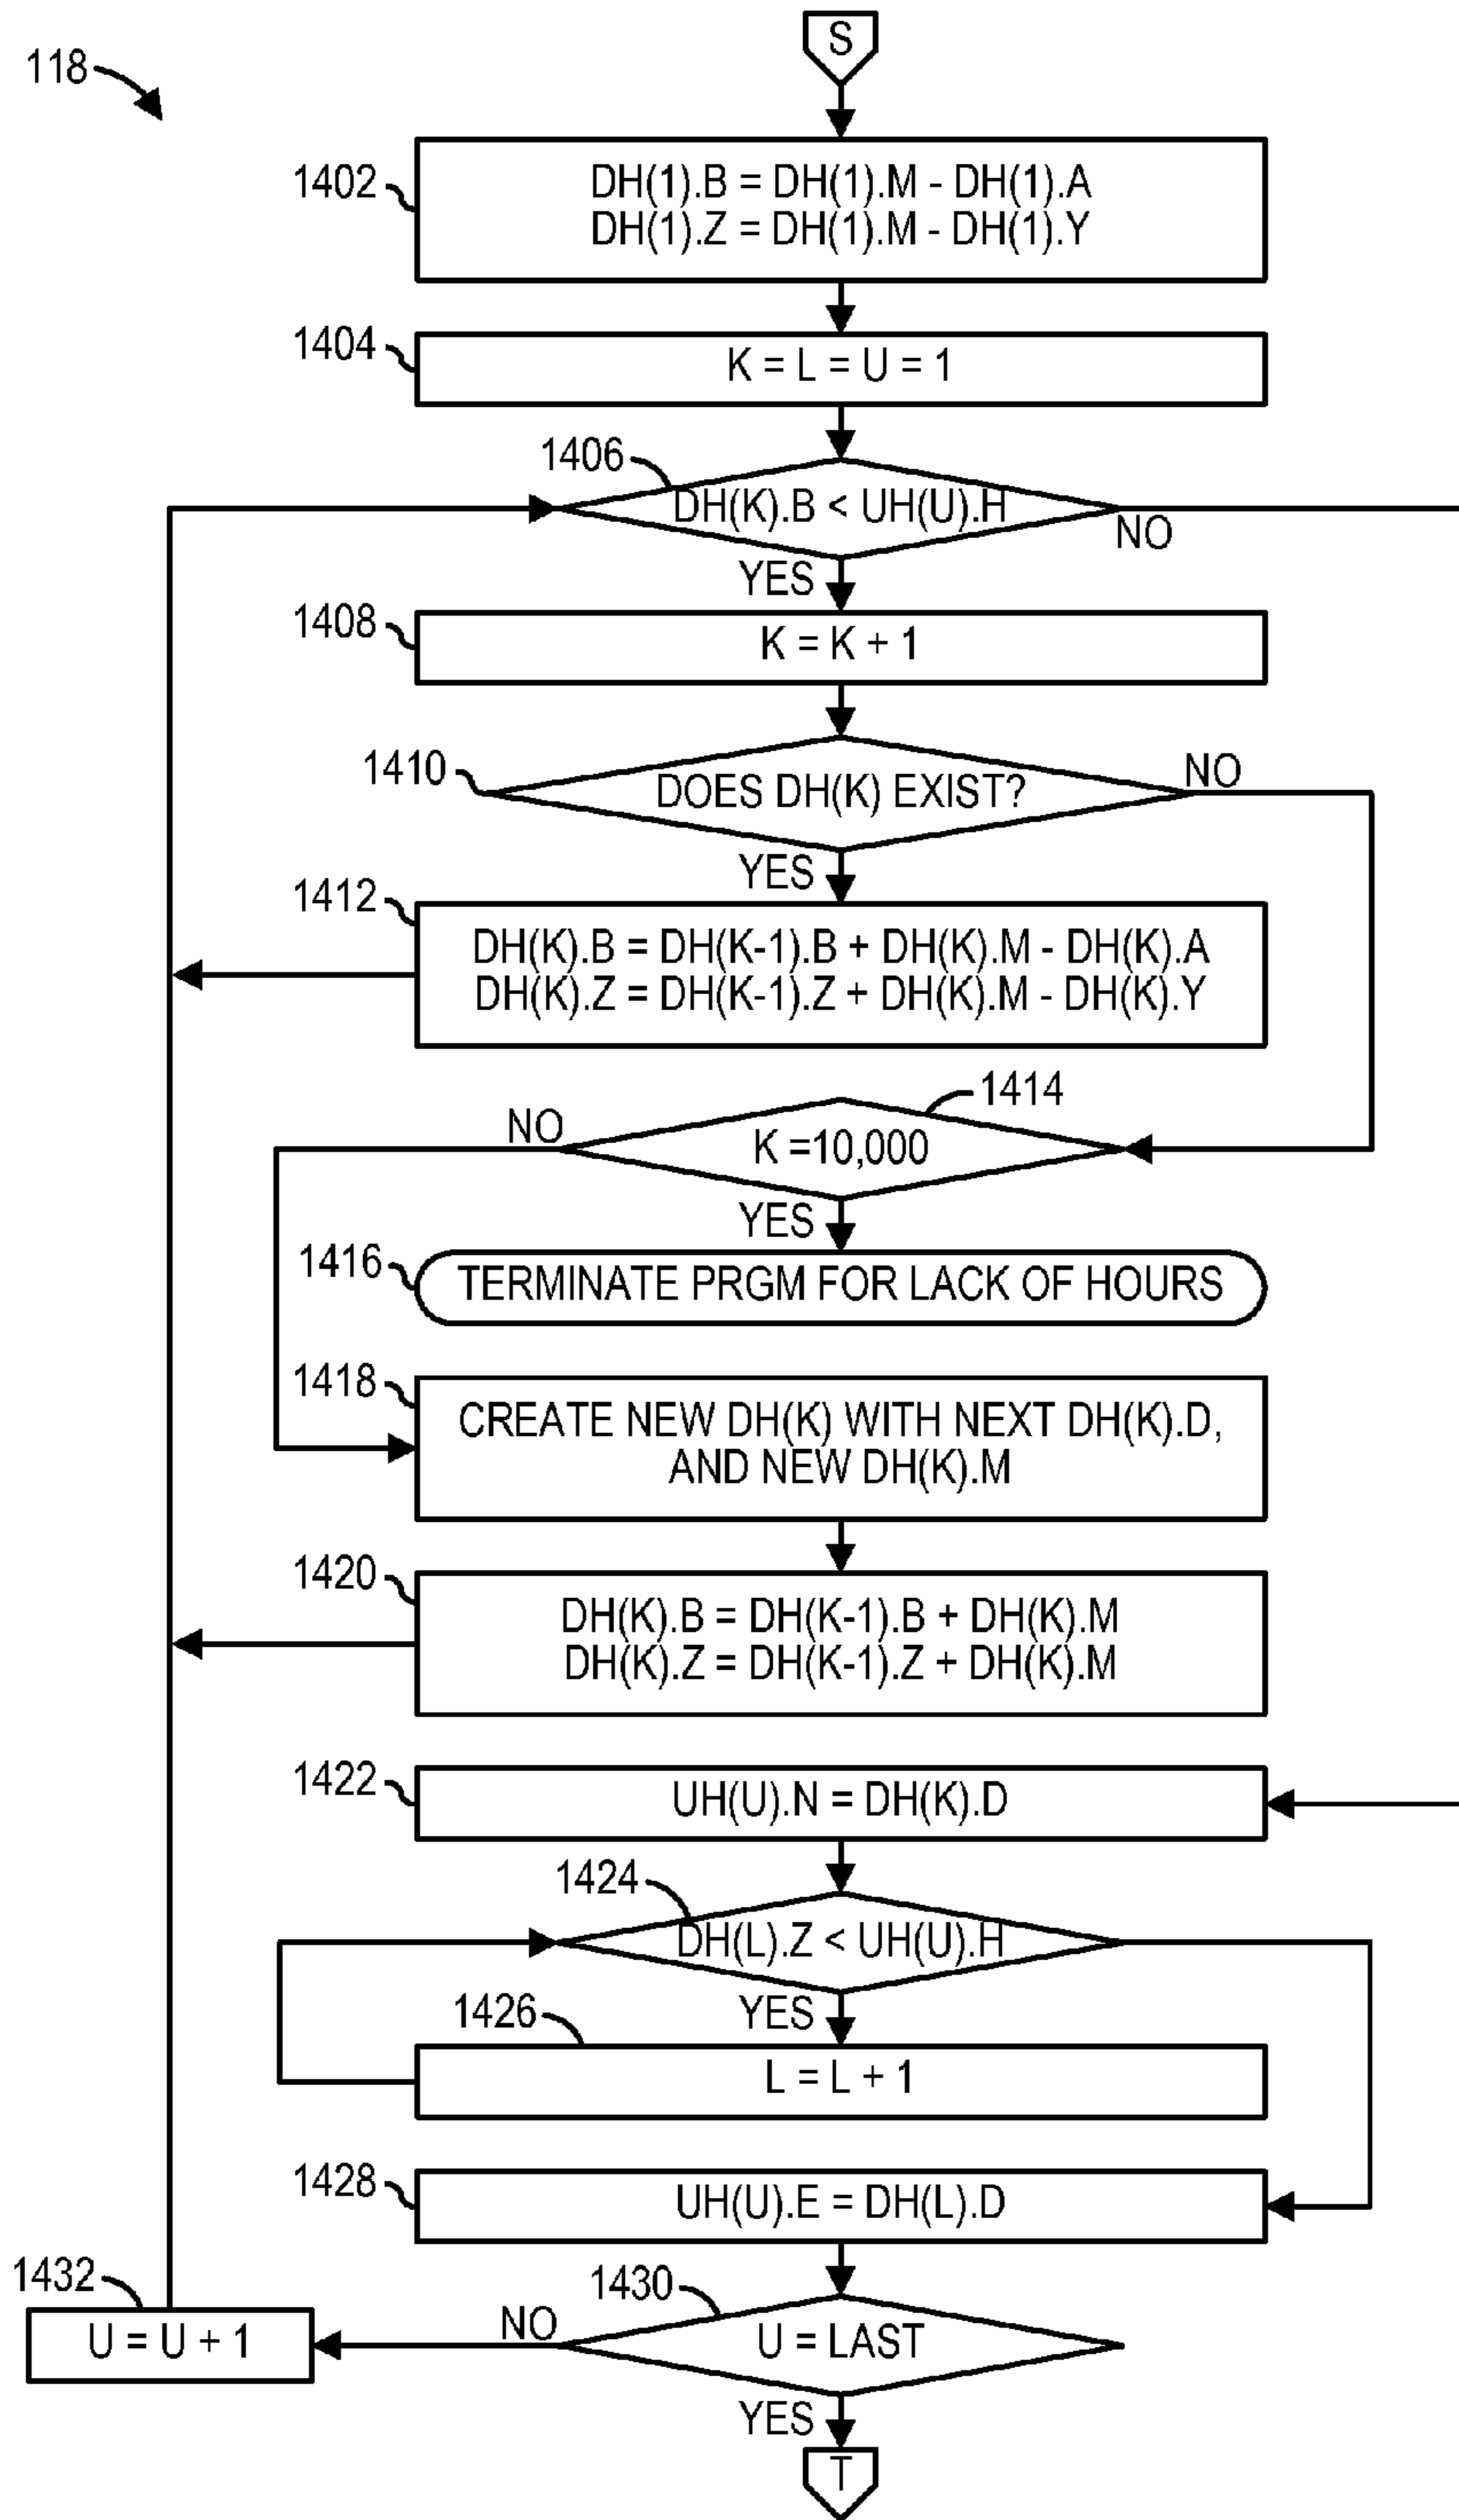 S
118
1402
DH(1).B = DH(1).M - DH(1).A
DH(1).Z = DH(1).M - DH(1).Y
1404
K = L = U = 1
1406
DH(K).B < UH(U).H
NO
YES
1408
K = K + 1
1410
DOES DH(K) EXIST?
NO
YES
1412
DH(K).B = DH(K-1).B + DH(K).M - DH(K).A
DH(K).Z = DH(K-1).Z + DH(K).M - DH(K).Y
1414
NO
K =10,000
YES
1416
TERMINATE PRGM FOR LACK OF HOURS
1418
CREATE NEW DH(K) WITH NEXT DH(K).D,
AND NEW DH(K).M
1420
DH(K).B = DH(K-1).B + DH(K).M
DH(K).Z = DH(K-1).Z + DH(K).M
1422
UH(U).N = DH(K).D
1424
DH(L).Z < UH(U).H
YES
1426
L = L + 1
1428
UH(U).E = DH(L).D
1432
1430
U = U + 1
NO
U = LAST
YES
T